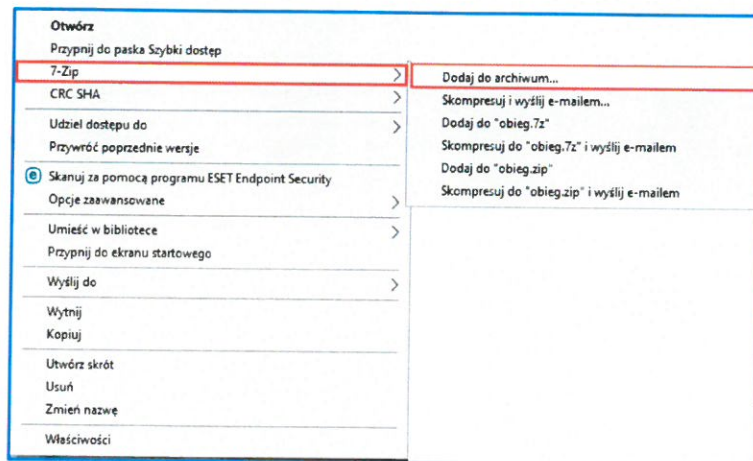 Otwórz
Przypnij do paska Szybki dostęp
7-Zip
CRC SHA
Udziel dostępu do
Przywróć poprzednie wersje
e Skanuj za pomocą programu ESET Endpoint Security
Opcje zaawansowane
Umieść w bibliotece
Przypnij do ekranu startowego
Wyślij do
Wytnij
Kopiuj
Utwórz skrót
Usuń
Zmień nazwę
Właściwości
Dodaj do archiwum...
Skompresuj i wyślij e-mailem...
Dodaj do "obieg.7z"
Skompresuj do "obieg.7z" i wyślij e-mailem
Dodaj do "obieg.zip"
Skompresuj do "obieg.zip" i wyślij e-mailem